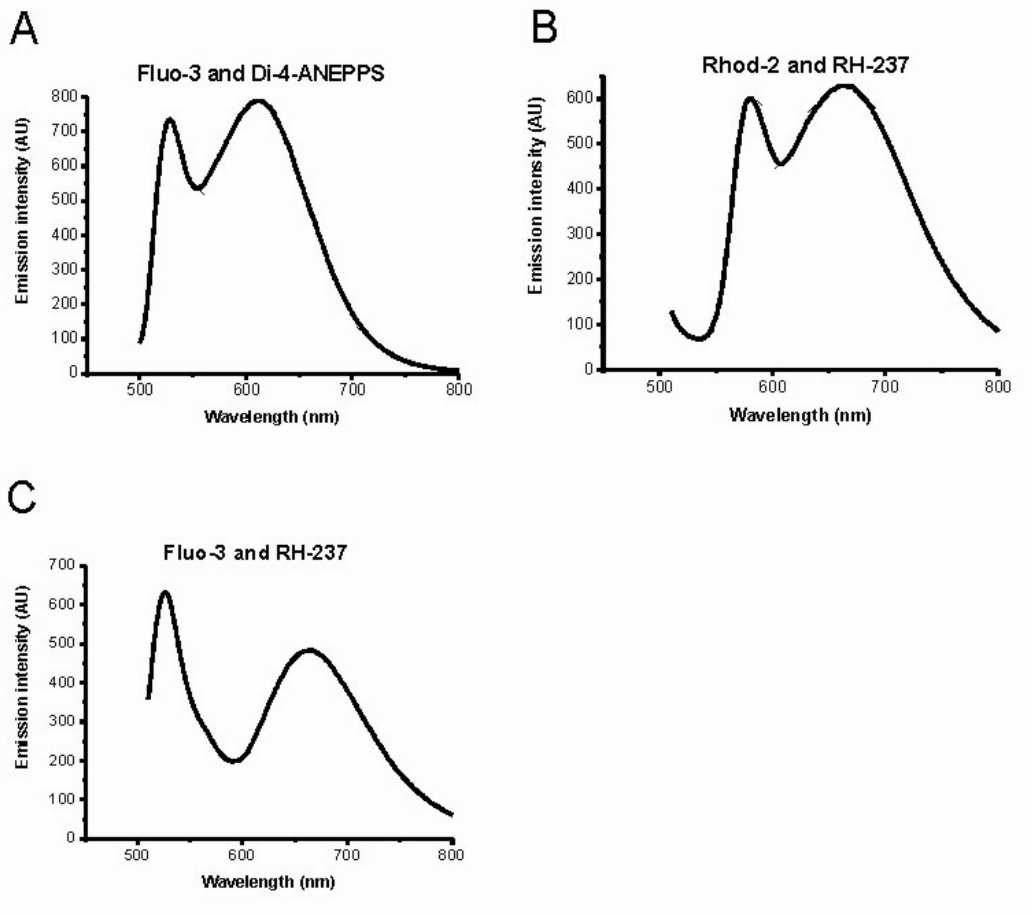 A
Fluo-3 and Di-4-ANEPPS
800
700
600
500
400
300
200
100
0
Emission intensity (AU)
500 600 700 800
Wavelength (nm)
B
Rhod-2 and RH-237
600
500
400
300
200
100
0
Emission intensity (AU)
500 600 700 800
Wavelength (nm)
C
Fluo-3 and RH-237
700
600
500
400
300
200
100
0
Emission intensity (AU)
500 600 700 800
Wavelength (nm)